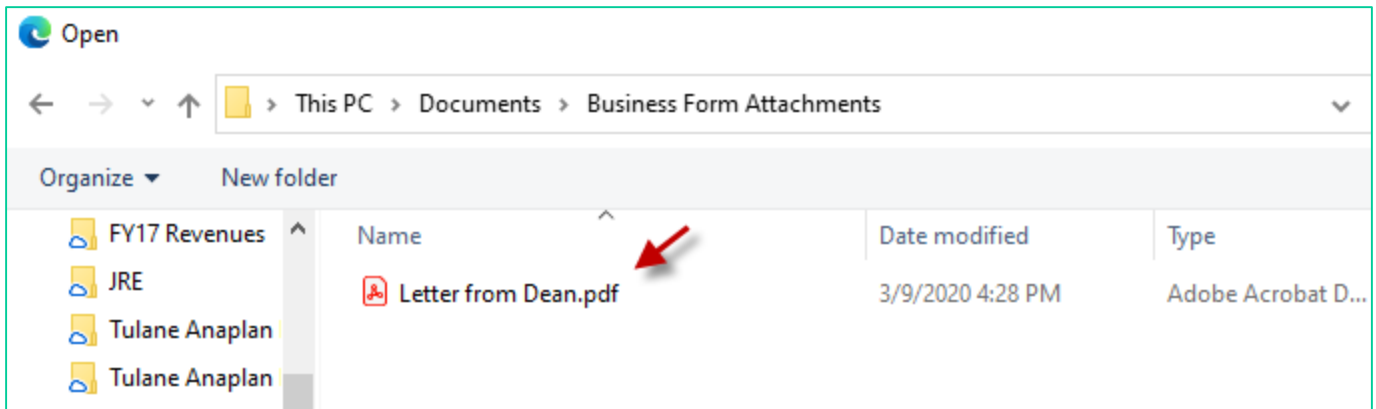 Open
This PC > Documents > Business Form Attachments
Organize New folder
Name Date modified Type
Letter from Dean.pdf 3/9/2020 4:28 PM Adobe Acrobat D...
FY17 Revenues
JRE
Tulane Anaplan
Tulane Anaplan